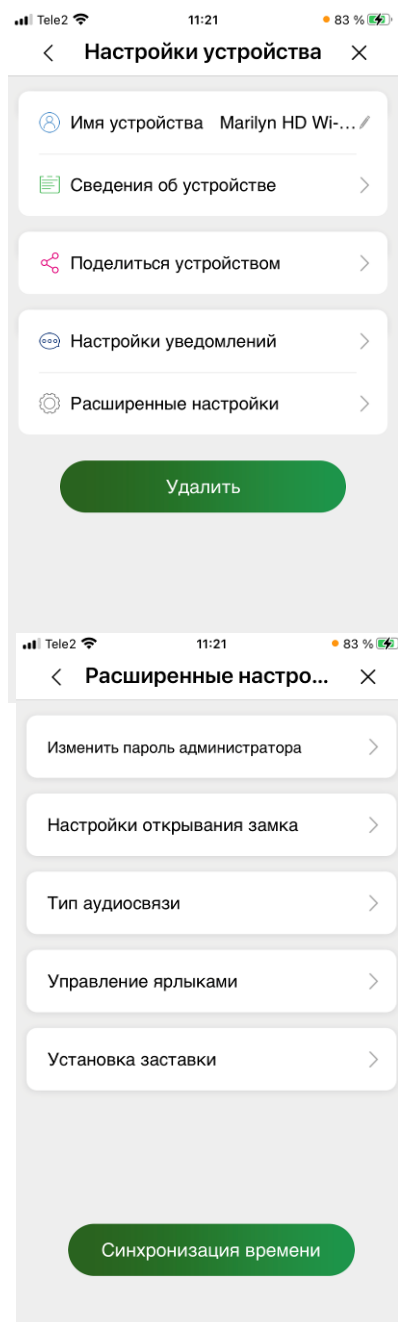 Tele2 11:21 83 %
Настройки устройства
Имя устройства Marilyn HD Wi-...
Сведения об устройстве
Поделиться устройством
Настройки уведомлений
Расширенные настройки
Удалить
Tele2 11:21 83 %
Расширенные настро...
Изменить пароль администратора
Настройки открывания замка
Тип аудиосвязи
Управление ярлыками
Установка заставки
Синхронизация времени